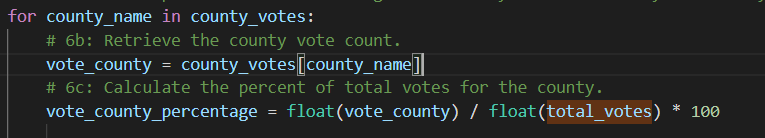 for county_name in county_votes:
# 6b: Retrieve the county vote count.
vote_county = county_votes[county_name]
# 6c: Calculate the percent of total votes for the county.
vote_county_percentage = float(vote_county) / float(total_votes) * 100